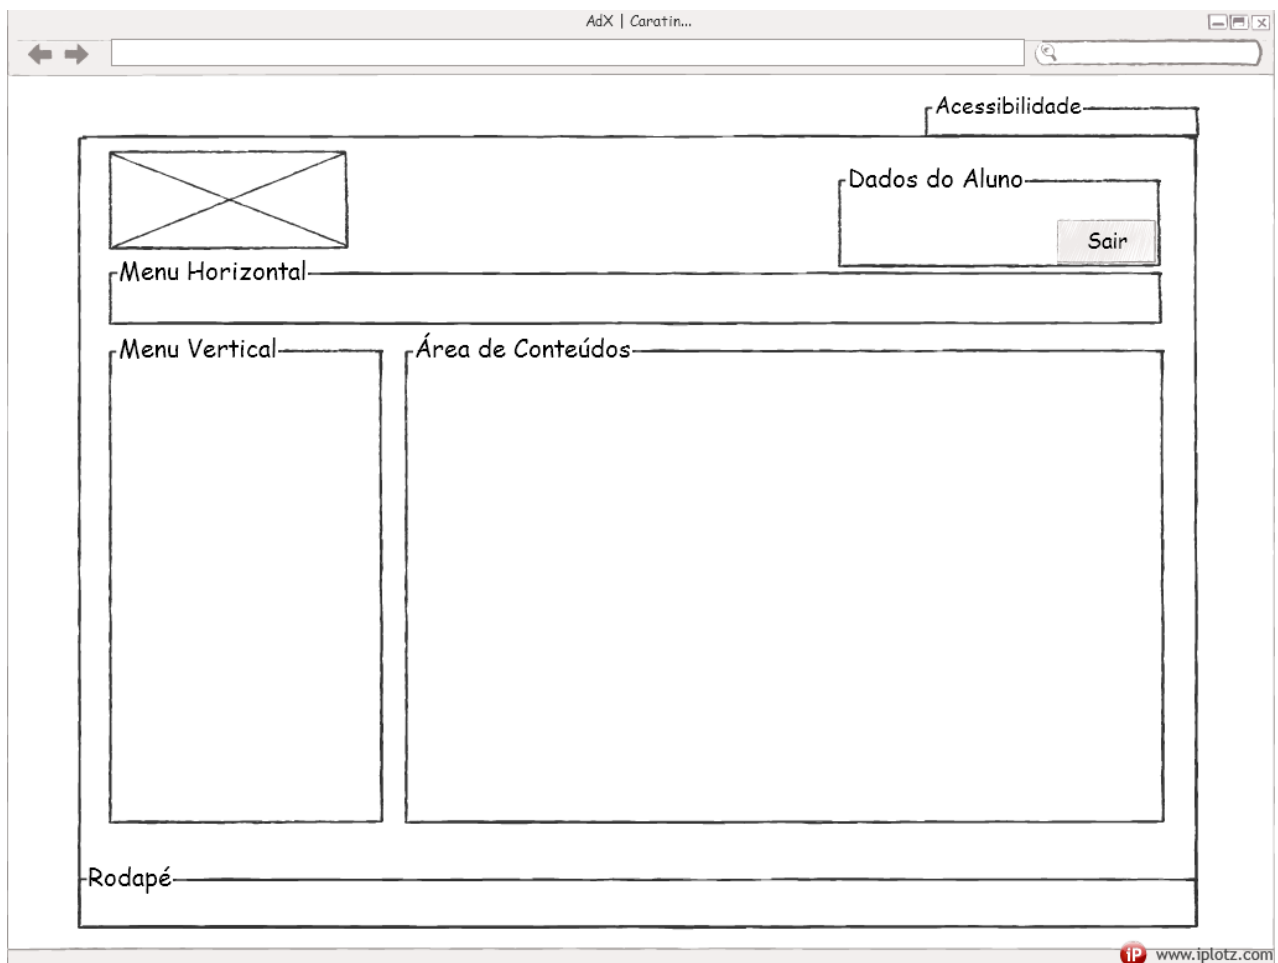 AdX | Caratin...
Acessibilidade
Dados do Aluno
Sair
Menu Horizontal
Menu Vertical
Área de Conteúdos
Rodapé
iP www.iplotz.com